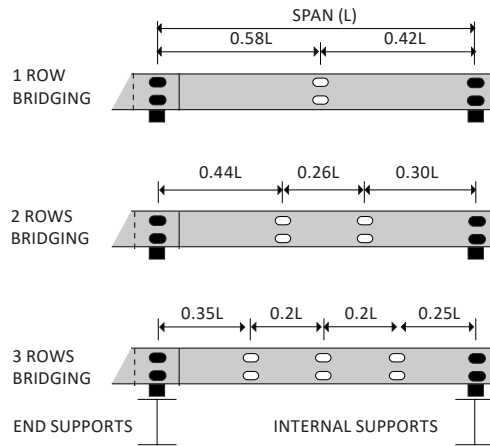 SPAN (L)
0.58L 0.42L
1 ROW
BRIDGING
0.44L 0.26L 0.30L
2 ROWS
BRIDGING
0.35L 0.2L 0.2L 0.25L
3 ROWS
BRIDGING
END SUPPORTS INTERNAL SUPPORTS